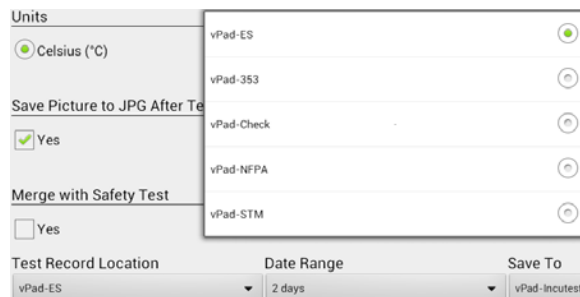 Units
Celsius (°C)
Save Picture to JPG After Te
Yes
Merge with Safety Test
Yes
vPad-ES
vPad-353
vPad-Check
vPad-NFPA
vPad-STM
Test Record Location
Date Range
Save To
vPad-ES
2 days
vPad-Incutest